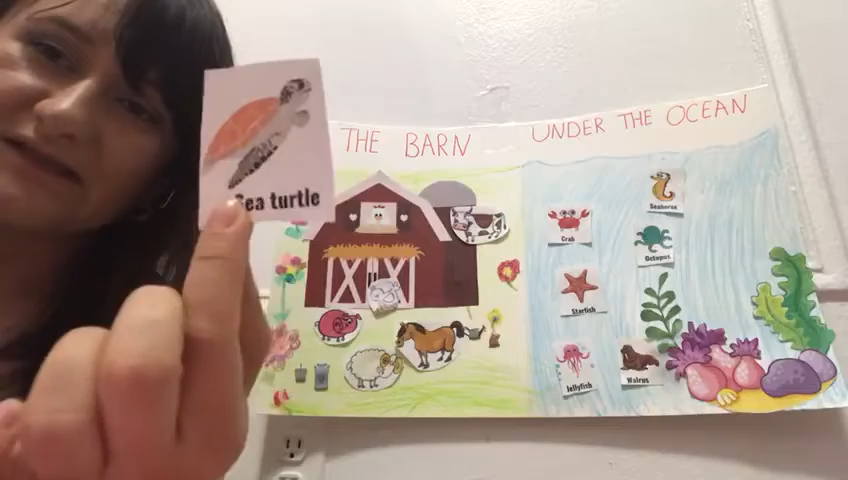 Sea turtle
THE BARN
UNDER THE OCEAN
Seahorse
Crab
Octopus
Starfish
Jellyfish
Walrus